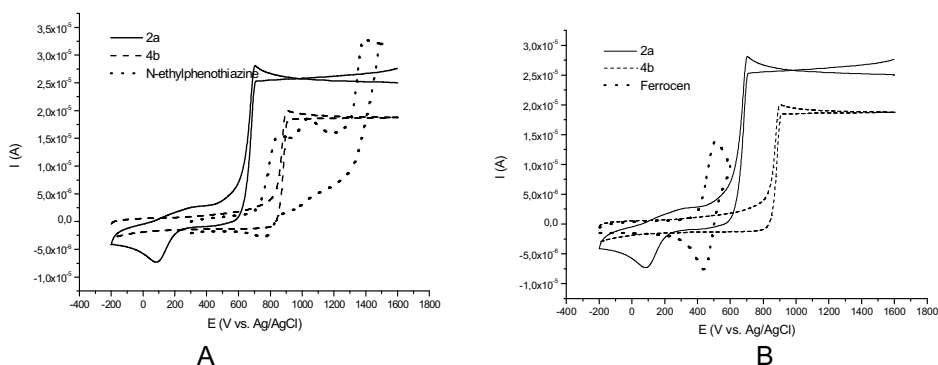 3,5x10⁻⁵
3,0x10⁻⁵
2,5x10⁻⁵
2,0x10⁻⁵
1,5x10⁻⁵
1,0x10⁻⁵
5,0x10⁻⁶
0,0
-5,0x10⁻⁶
-1,0x10⁻⁵
I (A)
2a
4b
N-ethylphenothiazine
-400 -200 0 200 400 600 800 1000 1200 1400 1600 1800
E (V vs. Ag/AgCl)
A
3,0x10⁻⁵
2,5x10⁻⁵
2,0x10⁻⁵
1,5x10⁻⁵
1,0x10⁻⁵
5,0x10⁻⁶
0,0
-5,0x10⁻⁶
-1,0x10⁻⁵
I (A)
2a
4b
Ferrocen
-400 -200 0 200 400 600 800 1000 1200 1400 1600 1800
E (V vs. Ag/AgCl)
B